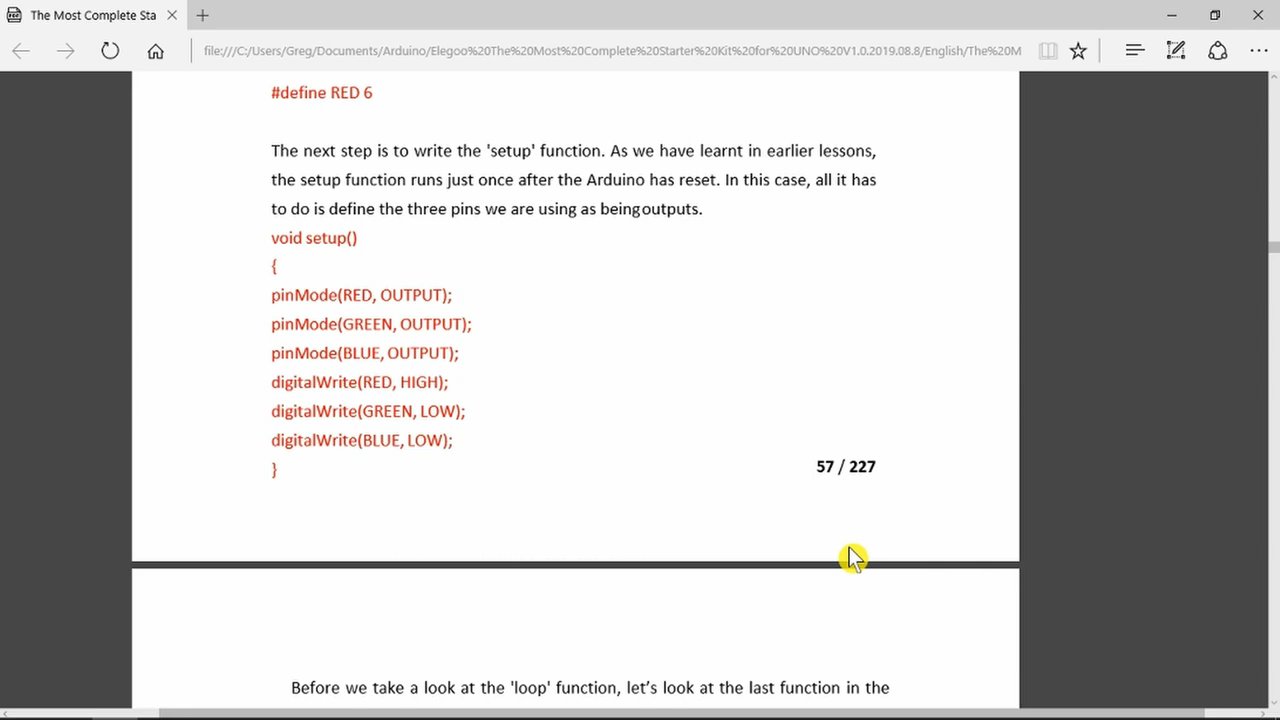 The Most Complete Sta
file:///C:/Users/Greg/Documents/Arduino/Elegoo%20The%20Most%20Complete%20Starter%20Kit%20for%20UNO%20V1.0.2019.08.8/English/The%20M
#define RED 6
The next step is to write the 'setup' function. As we have learnt in earlier lessons,
the setup function runs just once after the Arduino has reset. In this case, all it has
to do is define the three pins we are using as beingoutputs.
void setup()
{
pinMode(RED, OUTPUT);
pinMode(GREEN, OUTPUT);
pinMode(BLUE, OUTPUT);
digitalWrite(RED, HIGH);
digitalWrite(GREEN, LOW);
digitalWrite(BLUE, LOW);
}
57 / 227
Before we take a look at the 'loop' function, let’s look at the last function in the